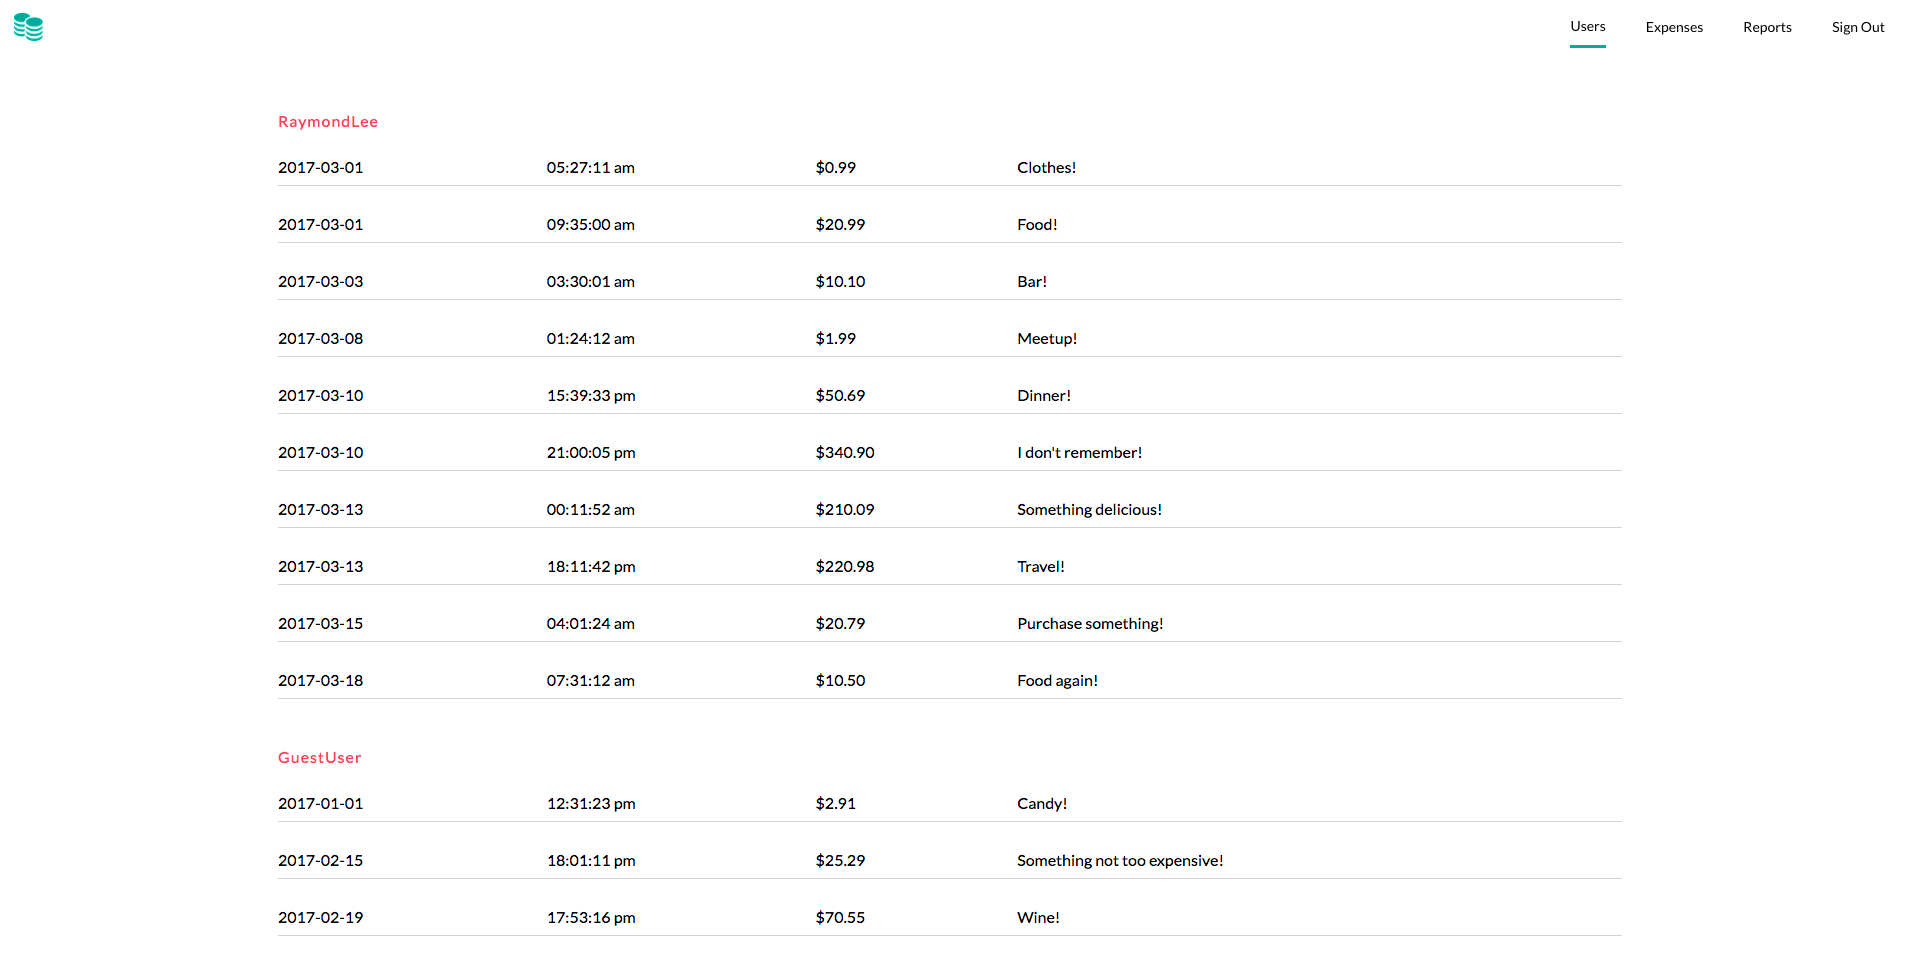 Users Expenses Reports Sign Out
RaymondLee
2017-03-01 05:27:11 am $0.99 Clothes!
2017-03-01 09:35:00 am $20.99 Food!
2017-03-03 03:30:01 am $10.10 Bar!
2017-03-08 01:24:12 am $1.99 Meetup!
2017-03-10 15:39:33 pm $50.69 Dinner!
2017-03-10 21:00:05 pm $340.90 I don't remember!
2017-03-13 00:11:52 am $210.09 Something delicious!
2017-03-13 18:11:42 pm $220.98 Travel!
2017-03-15 04:01:24 am $20.79 Purchase something!
2017-03-18 07:31:12 am $10.50 Food again!
GuestUser
2017-01-01 12:31:23 pm $2.91 Candy!
2017-02-15 18:01:11 pm $25.29 Something not too expensive!
2017-02-19 17:53:16 pm $70.55 Wine!